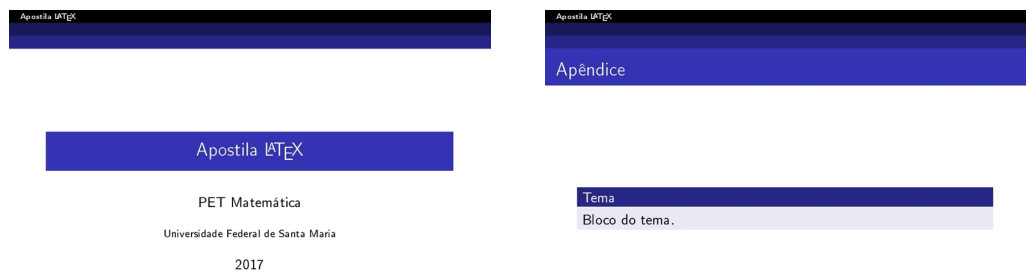 Apostila LATEX
Apostila LATEX
PET Matemática
Universidade Federal de Santa Maria
2017
Apostila LATEX
Apêndice
Tema
Bloco do tema.